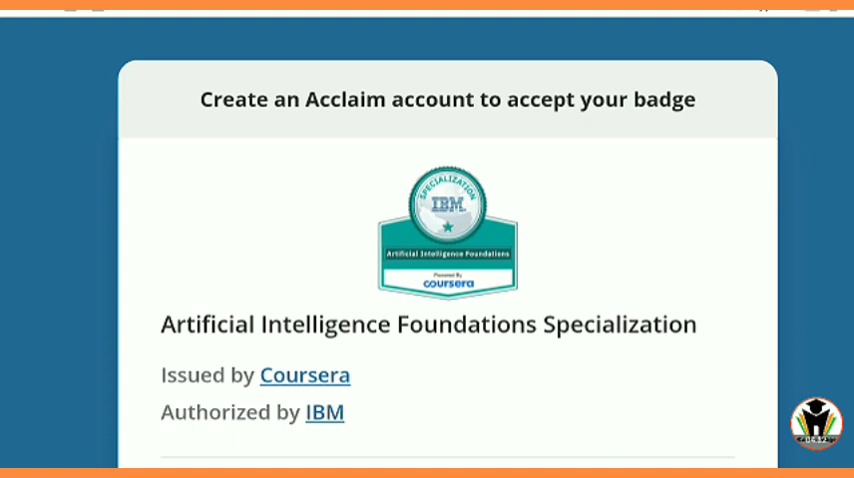 Create an Acclaim account to accept your badge
SPECIALIZATION
IBM
Artificial Intelligence Foundations
Powered By
coursera
Artificial Intelligence Foundations Specialization
Issued by Coursera
Authorized by IBM